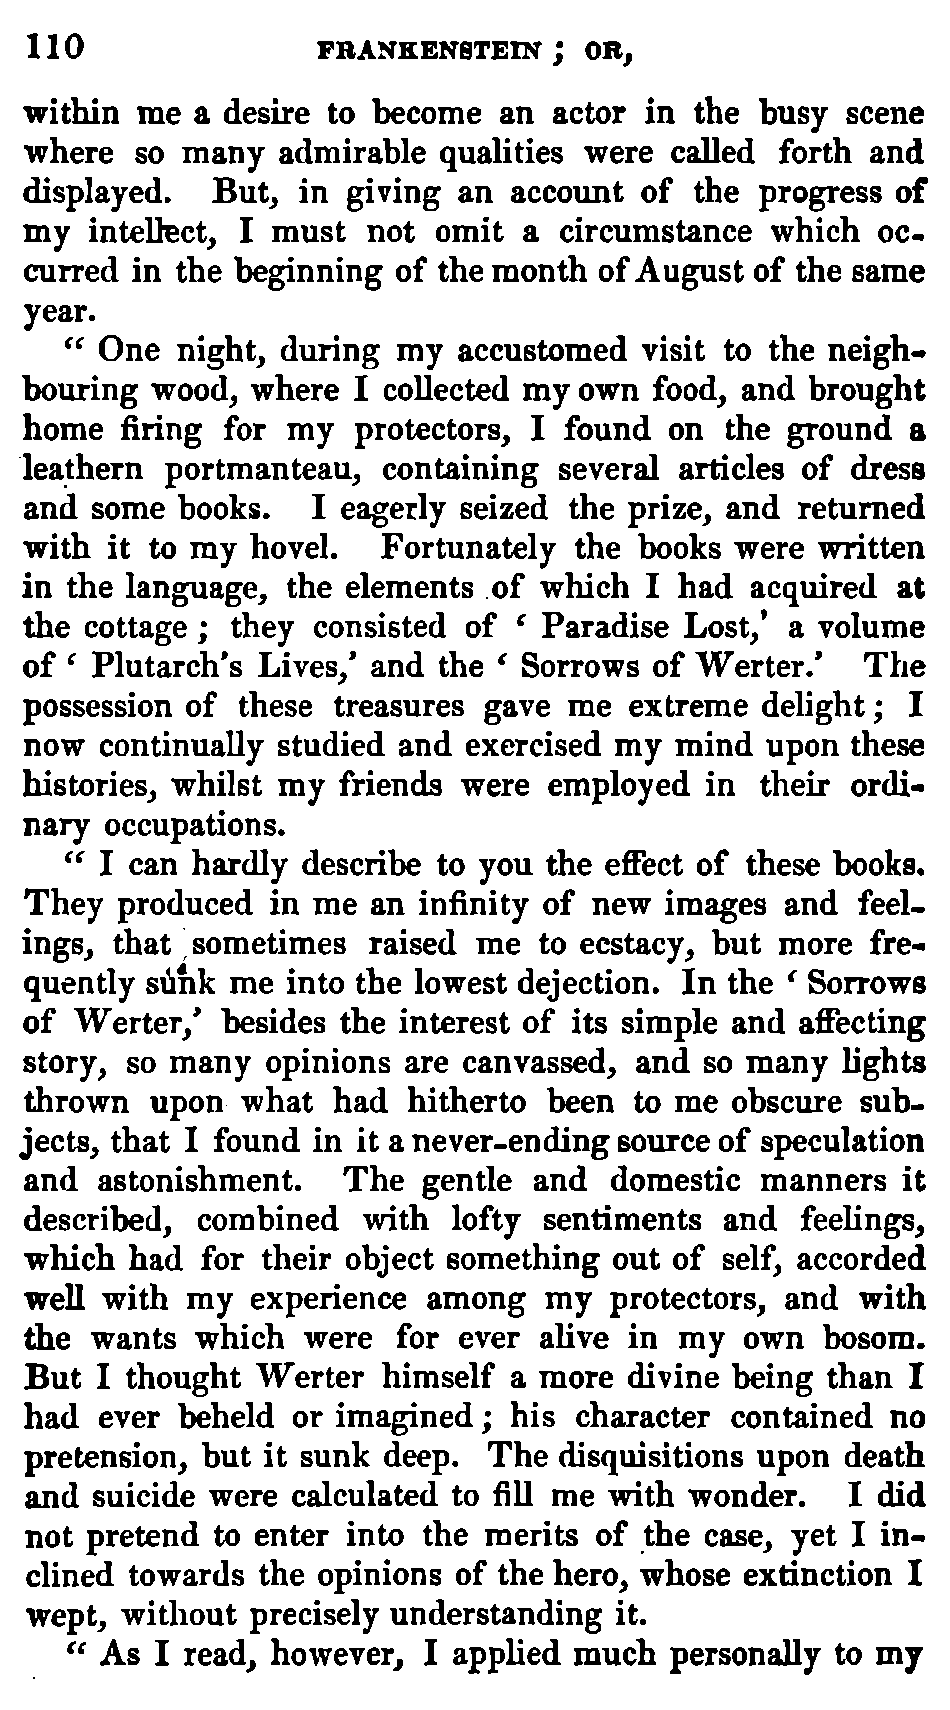 110 FRANKENSTEIN ; OR,
within me a desire to become an actor in the busy scene
where so many admirable qualities were called forth and
displayed. But, in giving an account of the progress of
my intellect, I must not omit a circumstance which oc-
curred in the beginning of the month of August of the same
year.
“ One night, during my accustomed visit to the neigh-
bouring wood, where I collected my own food, and brought
home firing for my protectors, I found on the ground a
leathern portmanteau, containing several articles of dress
and some books. I eagerly seized the prize, and returned
with it to my hovel. Fortunately the books were written
in the language, the elements of which I had acquired at
the cottage ; they consisted of ‘ Paradise Lost,’ a volume
of ‘ Plutarch’s Lives,’ and the ‘ Sorrows of Werter.’ The
possession of these treasures gave me extreme delight ; I
now continually studied and exercised my mind upon these
histories, whilst my friends were employed in their ordi-
nary occupations.
“ I can hardly describe to you the effect of these books.
They produced in me an infinity of new images and feel-
ings, that sometimes raised me to ecstacy, but more fre-
quently sunk me into the lowest dejection. In the ‘ Sorrows
of Werter,’ besides the interest of its simple and affecting
story, so many opinions are canvassed, and so many lights
thrown upon what had hitherto been to me obscure sub-
jects, that I found in it a never-ending source of speculation
and astonishment. The gentle and domestic manners it
described, combined with lofty sentiments and feelings,
which had for their object something out of self, accorded
well with my experience among my protectors, and with
the wants which were for ever alive in my own bosom.
But I thought Werter himself a more divine being than I
had ever beheld or imagined ; his character contained no
pretension, but it sunk deep. The disquisitions upon death
and suicide were calculated to fill me with wonder. I did
not pretend to enter into the merits of the case, yet I in-
clined towards the opinions of the hero, whose extinction I
wept, without precisely understanding it.
“ As I read, however, I applied much personally to my